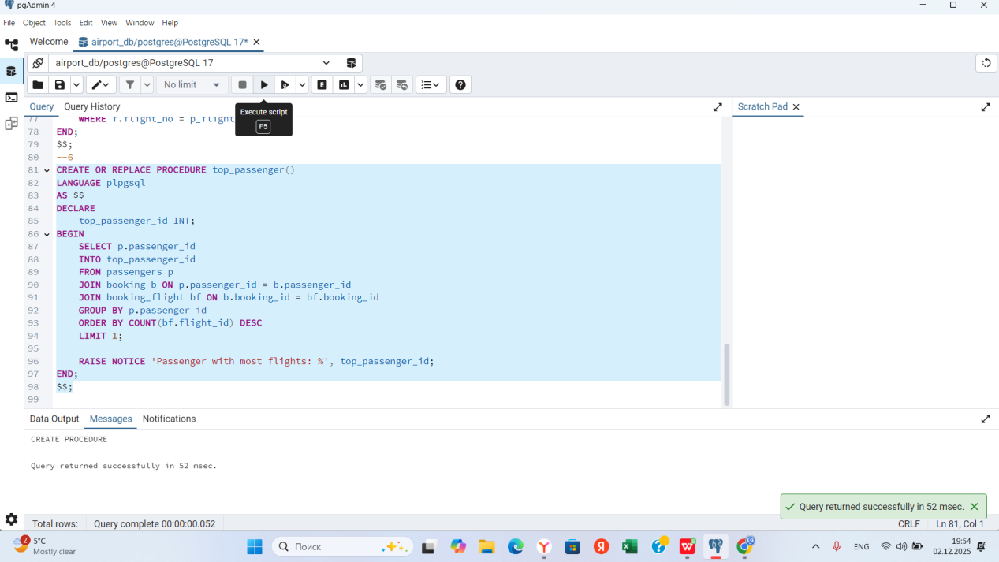 pgAdmin 4
File Object Tools Edit View Window Help
Welcome airport_db/postgres@PostgreSQL 17*
airport_db/postgres@PostgreSQL 17
No limit
E
Query Query History
Execute script
F5
Scratch Pad
77 WHERE f.flight_no = p_flight
78 END;
79 $$;
80 --6
81 CREATE OR REPLACE PROCEDURE top_passenger()
82 LANGUAGE plpgsql
83 AS $$
84 DECLARE
85 top_passenger_id INT;
86 BEGIN
87 SELECT p.passenger_id
88 INTO top_passenger_id
89 FROM passengers p
90 JOIN booking b ON p.passenger_id = b.passenger_id
91 JOIN booking_flight bf ON b.booking_id = bf.booking_id
92 GROUP BY p.passenger_id
93 ORDER BY COUNT(bf.flight_id) DESC
94 LIMIT 1;
95
96 RAISE NOTICE 'Passenger with most flights: %', top_passenger_id;
97 END;
98 $$;
99
Data Output Messages Notifications
CREATE PROCEDURE
Query returned successfully in 52 msec.
Query returned successfully in 52 msec.
Total rows: Query complete 00:00:00.052
CRLF Ln 81, Col 1
2
5°C
Mostly clear
Поиск
Я
ENG
19:54
02.12.2025